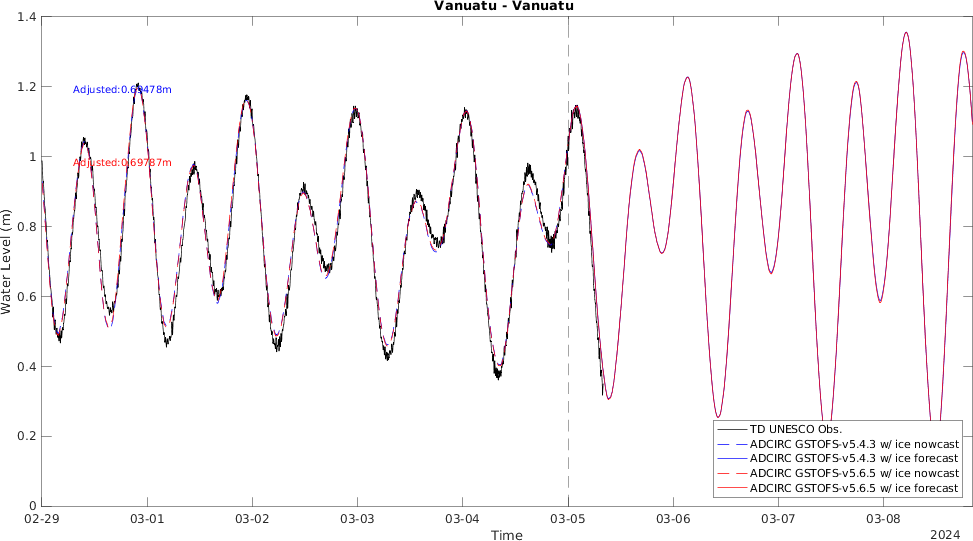 Vanuatu - Vanuatu
1.4
1.2
1
0.8
0.6
0.4
0.2
0
Water Level (m)
Adjusted:0.69478m
Adjusted:0.69787m
TD UNESCO Obs.
ADCIRC GSTOFS-v5.4.3 w/ ice nowcast
ADCIRC GSTOFS-v5.4.3 w/ ice forecast
ADCIRC GSTOFS-v5.6.5 w/ ice nowcast
ADCIRC GSTOFS-v5.6.5 w/ ice forecast
02-29 03-01 03-02 03-03 03-04 03-05 03-06 03-07 03-08
Time
2024